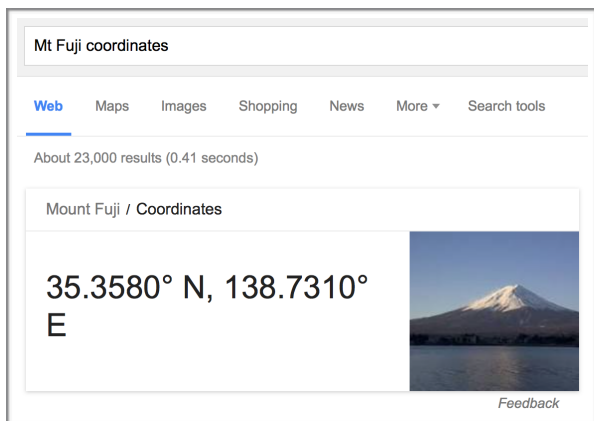 Mt Fuji coordinates
Web Maps Images Shopping News More Search tools
About 23,000 results (0.41 seconds)
Mount Fuji / Coordinates
35.3580° N, 138.7310°
E
Feedback